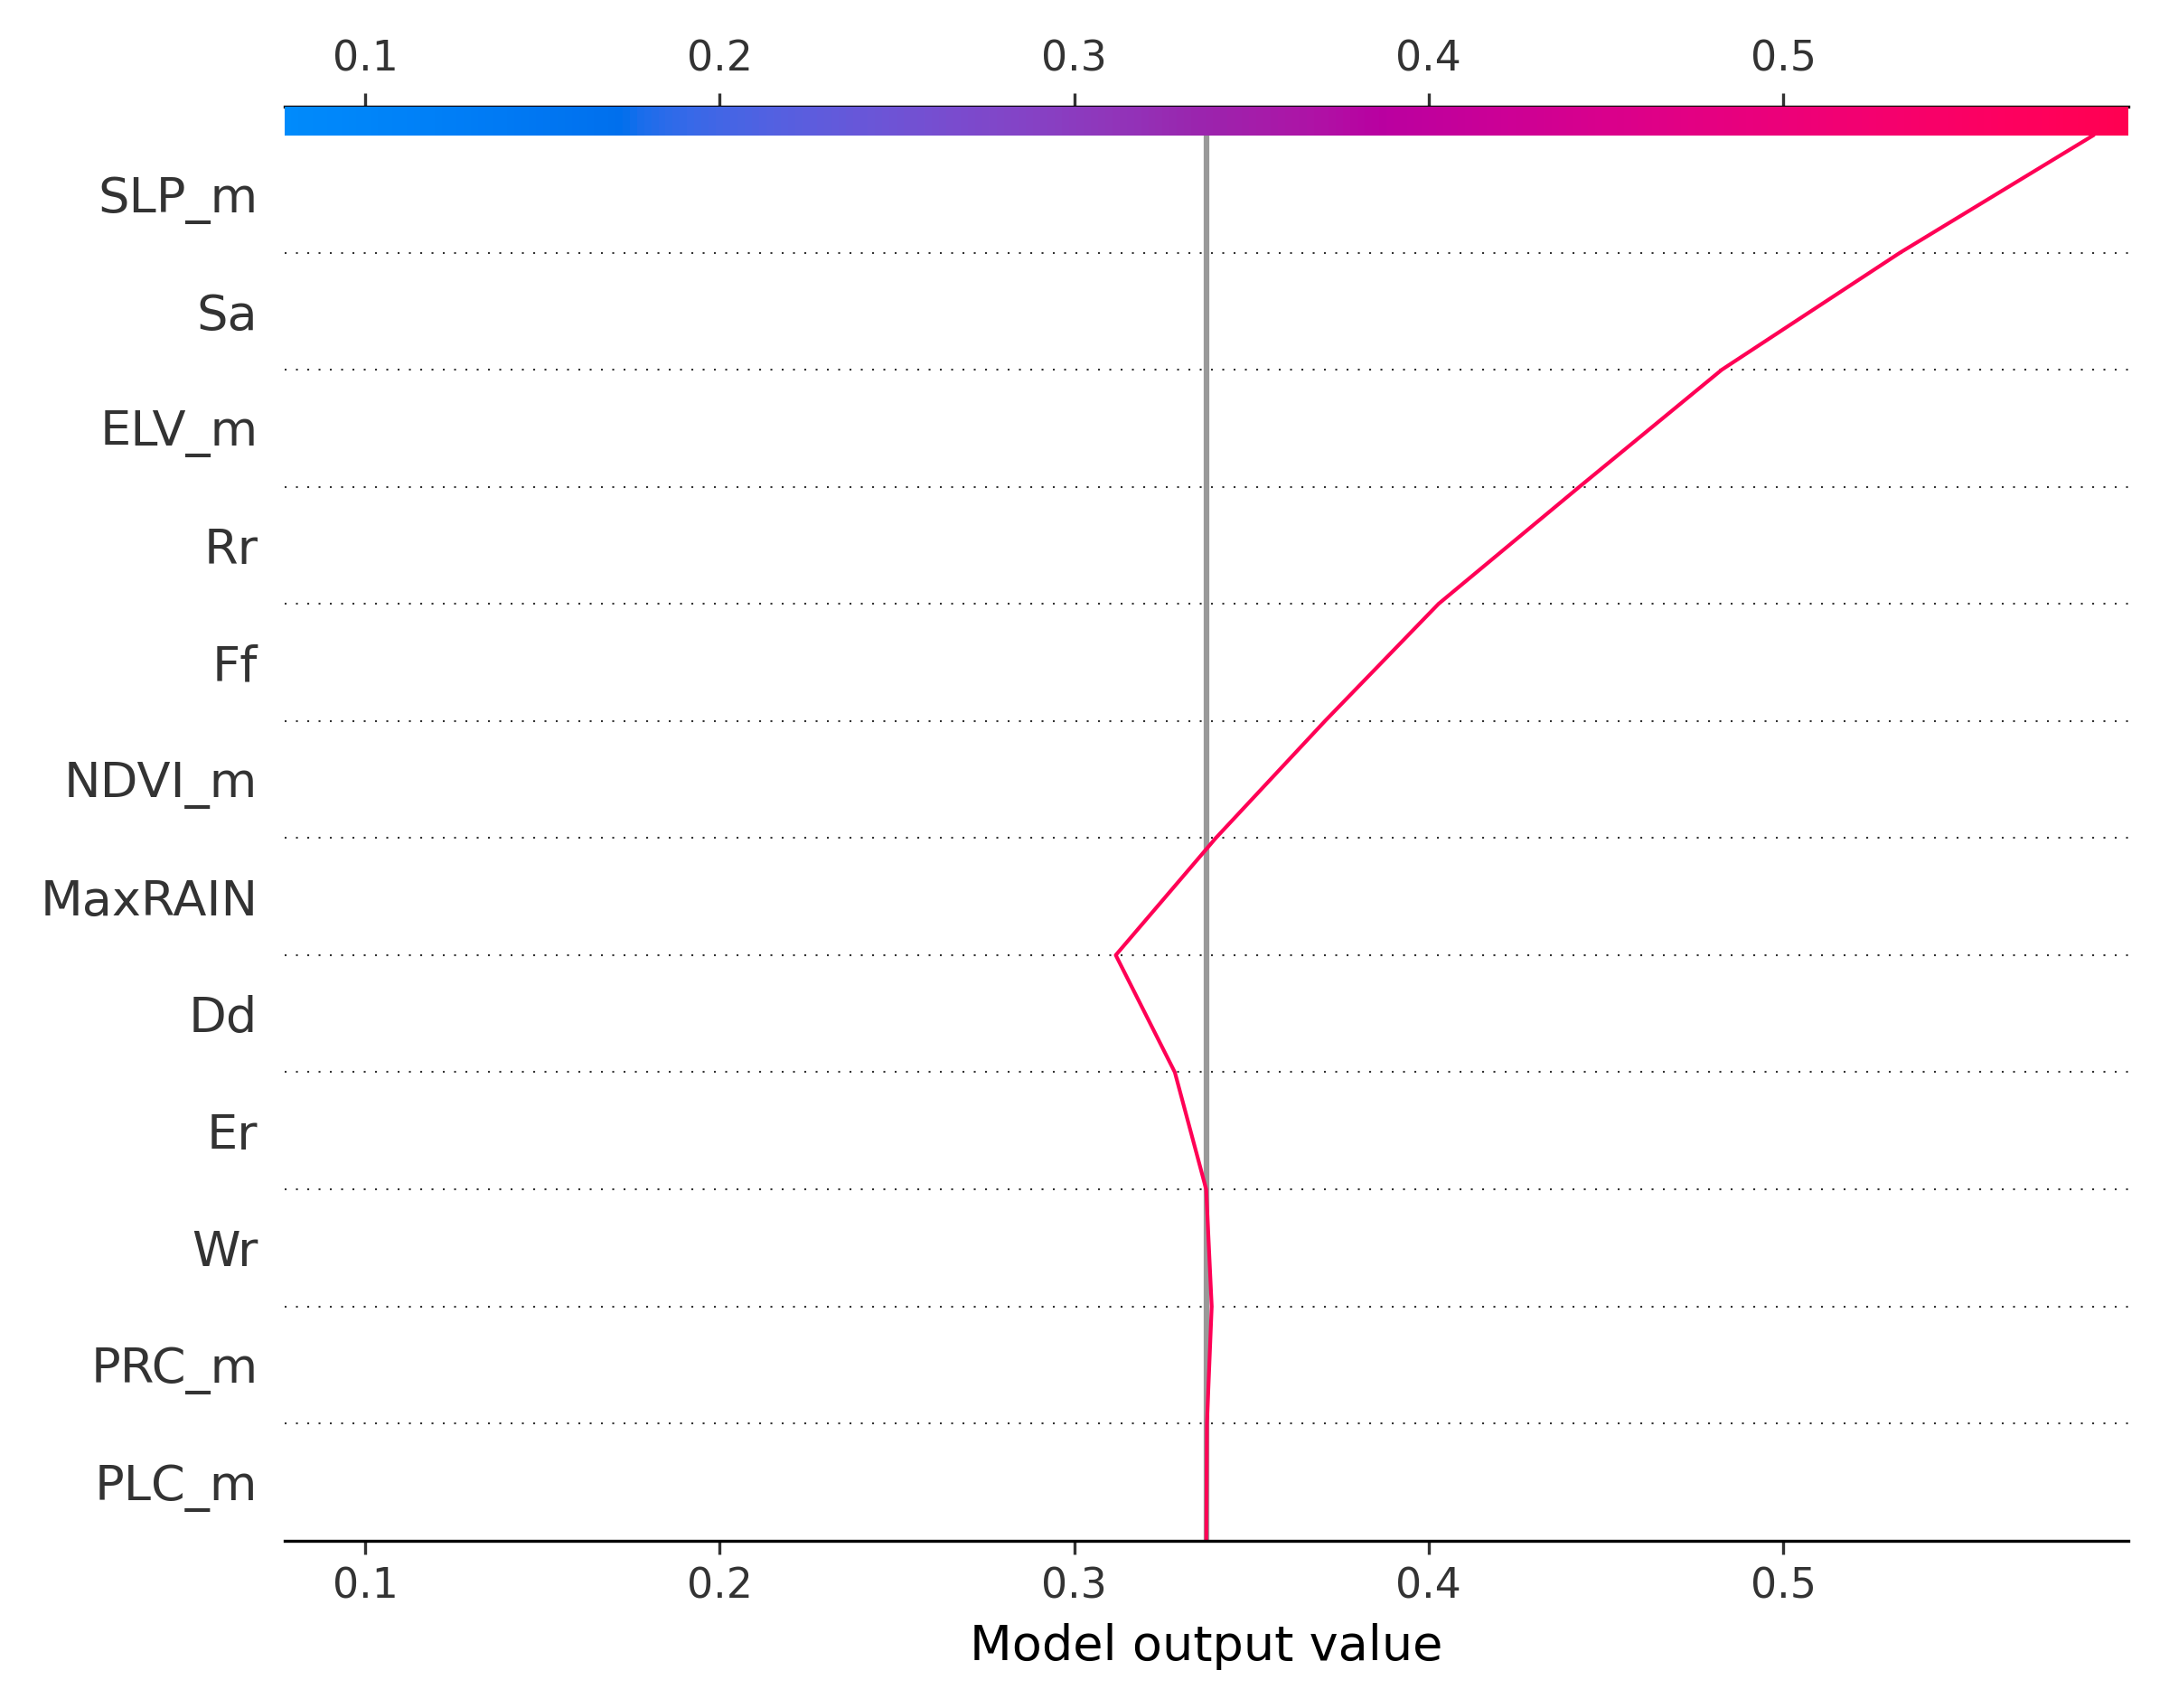 0.1 0.2 0.3 0.4 0.5
SLP_m
Sa
ELV_m
Rr
Ff
NDVI_m
MaxRAIN
Dd
Er
Wr
PRC_m
PLC_m
0.1 0.2 0.3 0.4 0.5
Model output value